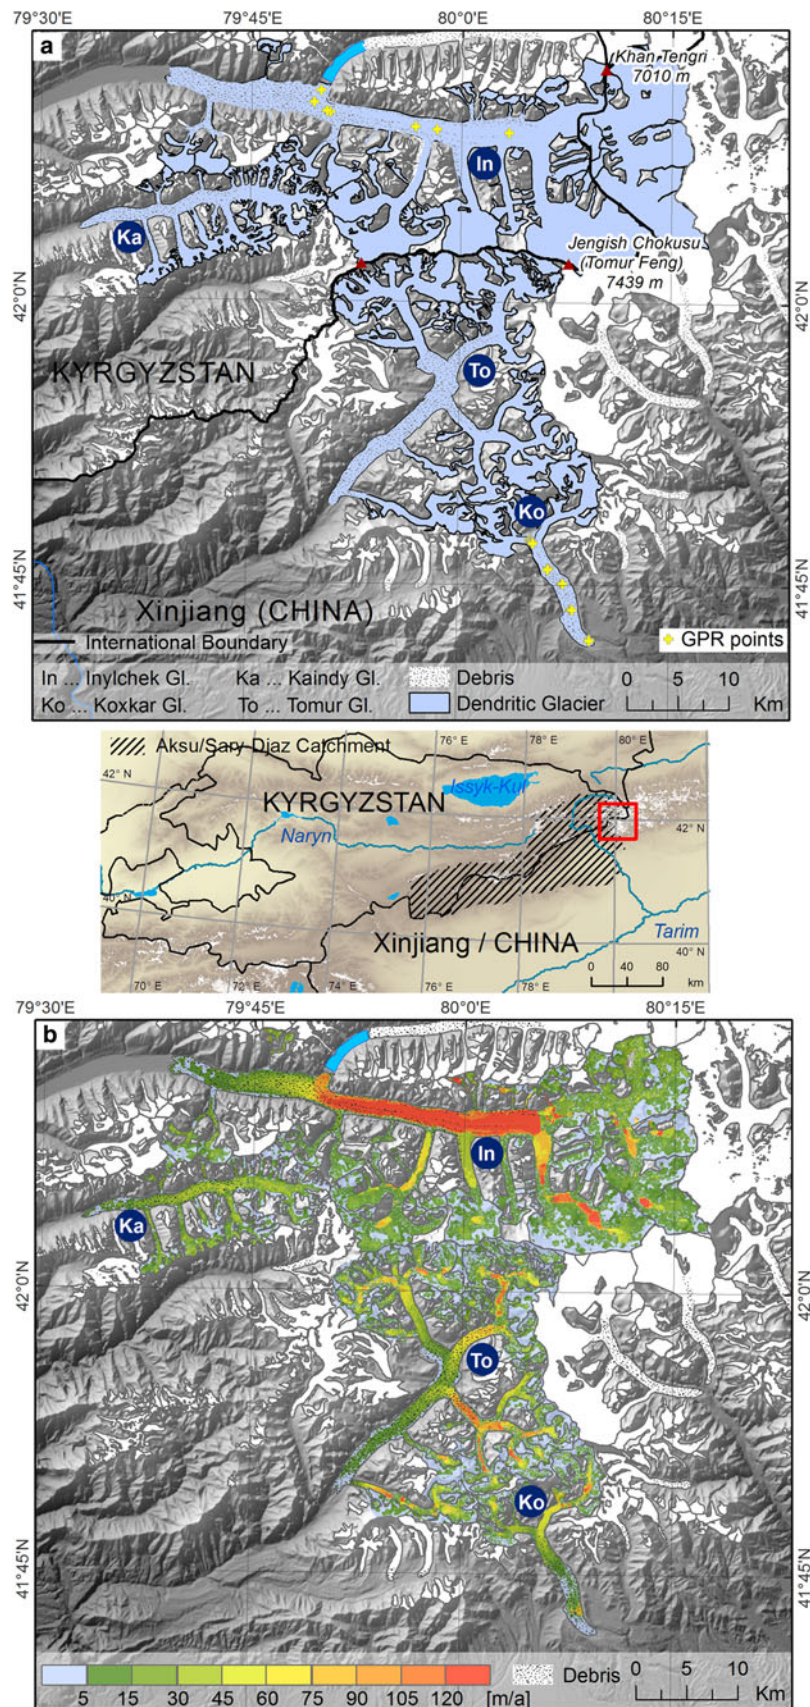 79°30'E 79°45'E 80°0'E 80°15'E
a
Khan Tengri
7010 m
In
Ka
Jengish Chokusu
(Tomur Feng)
7439 m
42°0'N
42°0'N
KYRGYZSTAN
To
Ko
41°45'N
41°45'N
Xinjiang (CHINA)
International Boundary
GPR points
In ... Inylchek Gl. Ka ... Kaindy Gl. Debris 0 5 10
Ko ... Koxkar Gl. To ... Tomur Gl. Dendritic Glacier Km
Aksu/Sary Djaz Catchment
76° E 78° E 80° E
42° N
Issyk-Kul
KYRGYZSTAN
42° N
Naryn
40° N
Xinjiang / CHINA
Tarim
40° N
0 40 80
km
70° E 72° E 74° E 76° E 78° E
79°30'E 79°45'E 80°0'E 80°15'E
b
In
Ka
42°0'N
42°0'N
To
Ko
41°45'N
41°45'N
Debris 0 5 10
5 15 30 45 60 75 90 105 120 [m/a] Km